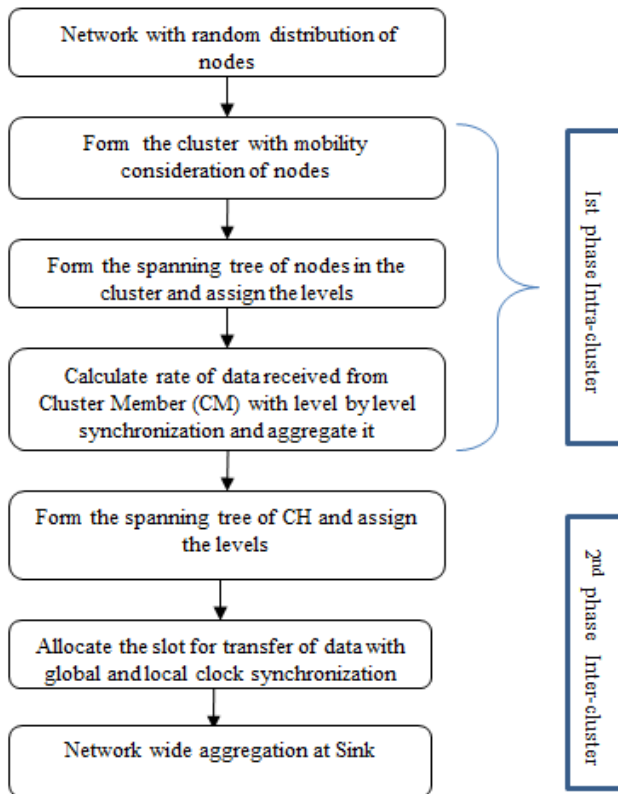 Network with random distribution of
nodes
Form the cluster with mobility
consideration of nodes
Form the spanning tree of nodes in the
cluster and assign the levels
Calculate rate of data received from
Cluster Member (CM) with level by level
synchronization and aggregate it
Ist phase Intra-cluster
Form the spanning tree of CH and assign
the levels
Allocate the slot for transfer of data with
global and local clock synchronization
Network wide aggregation at Sink
2nd phase Inter-cluster